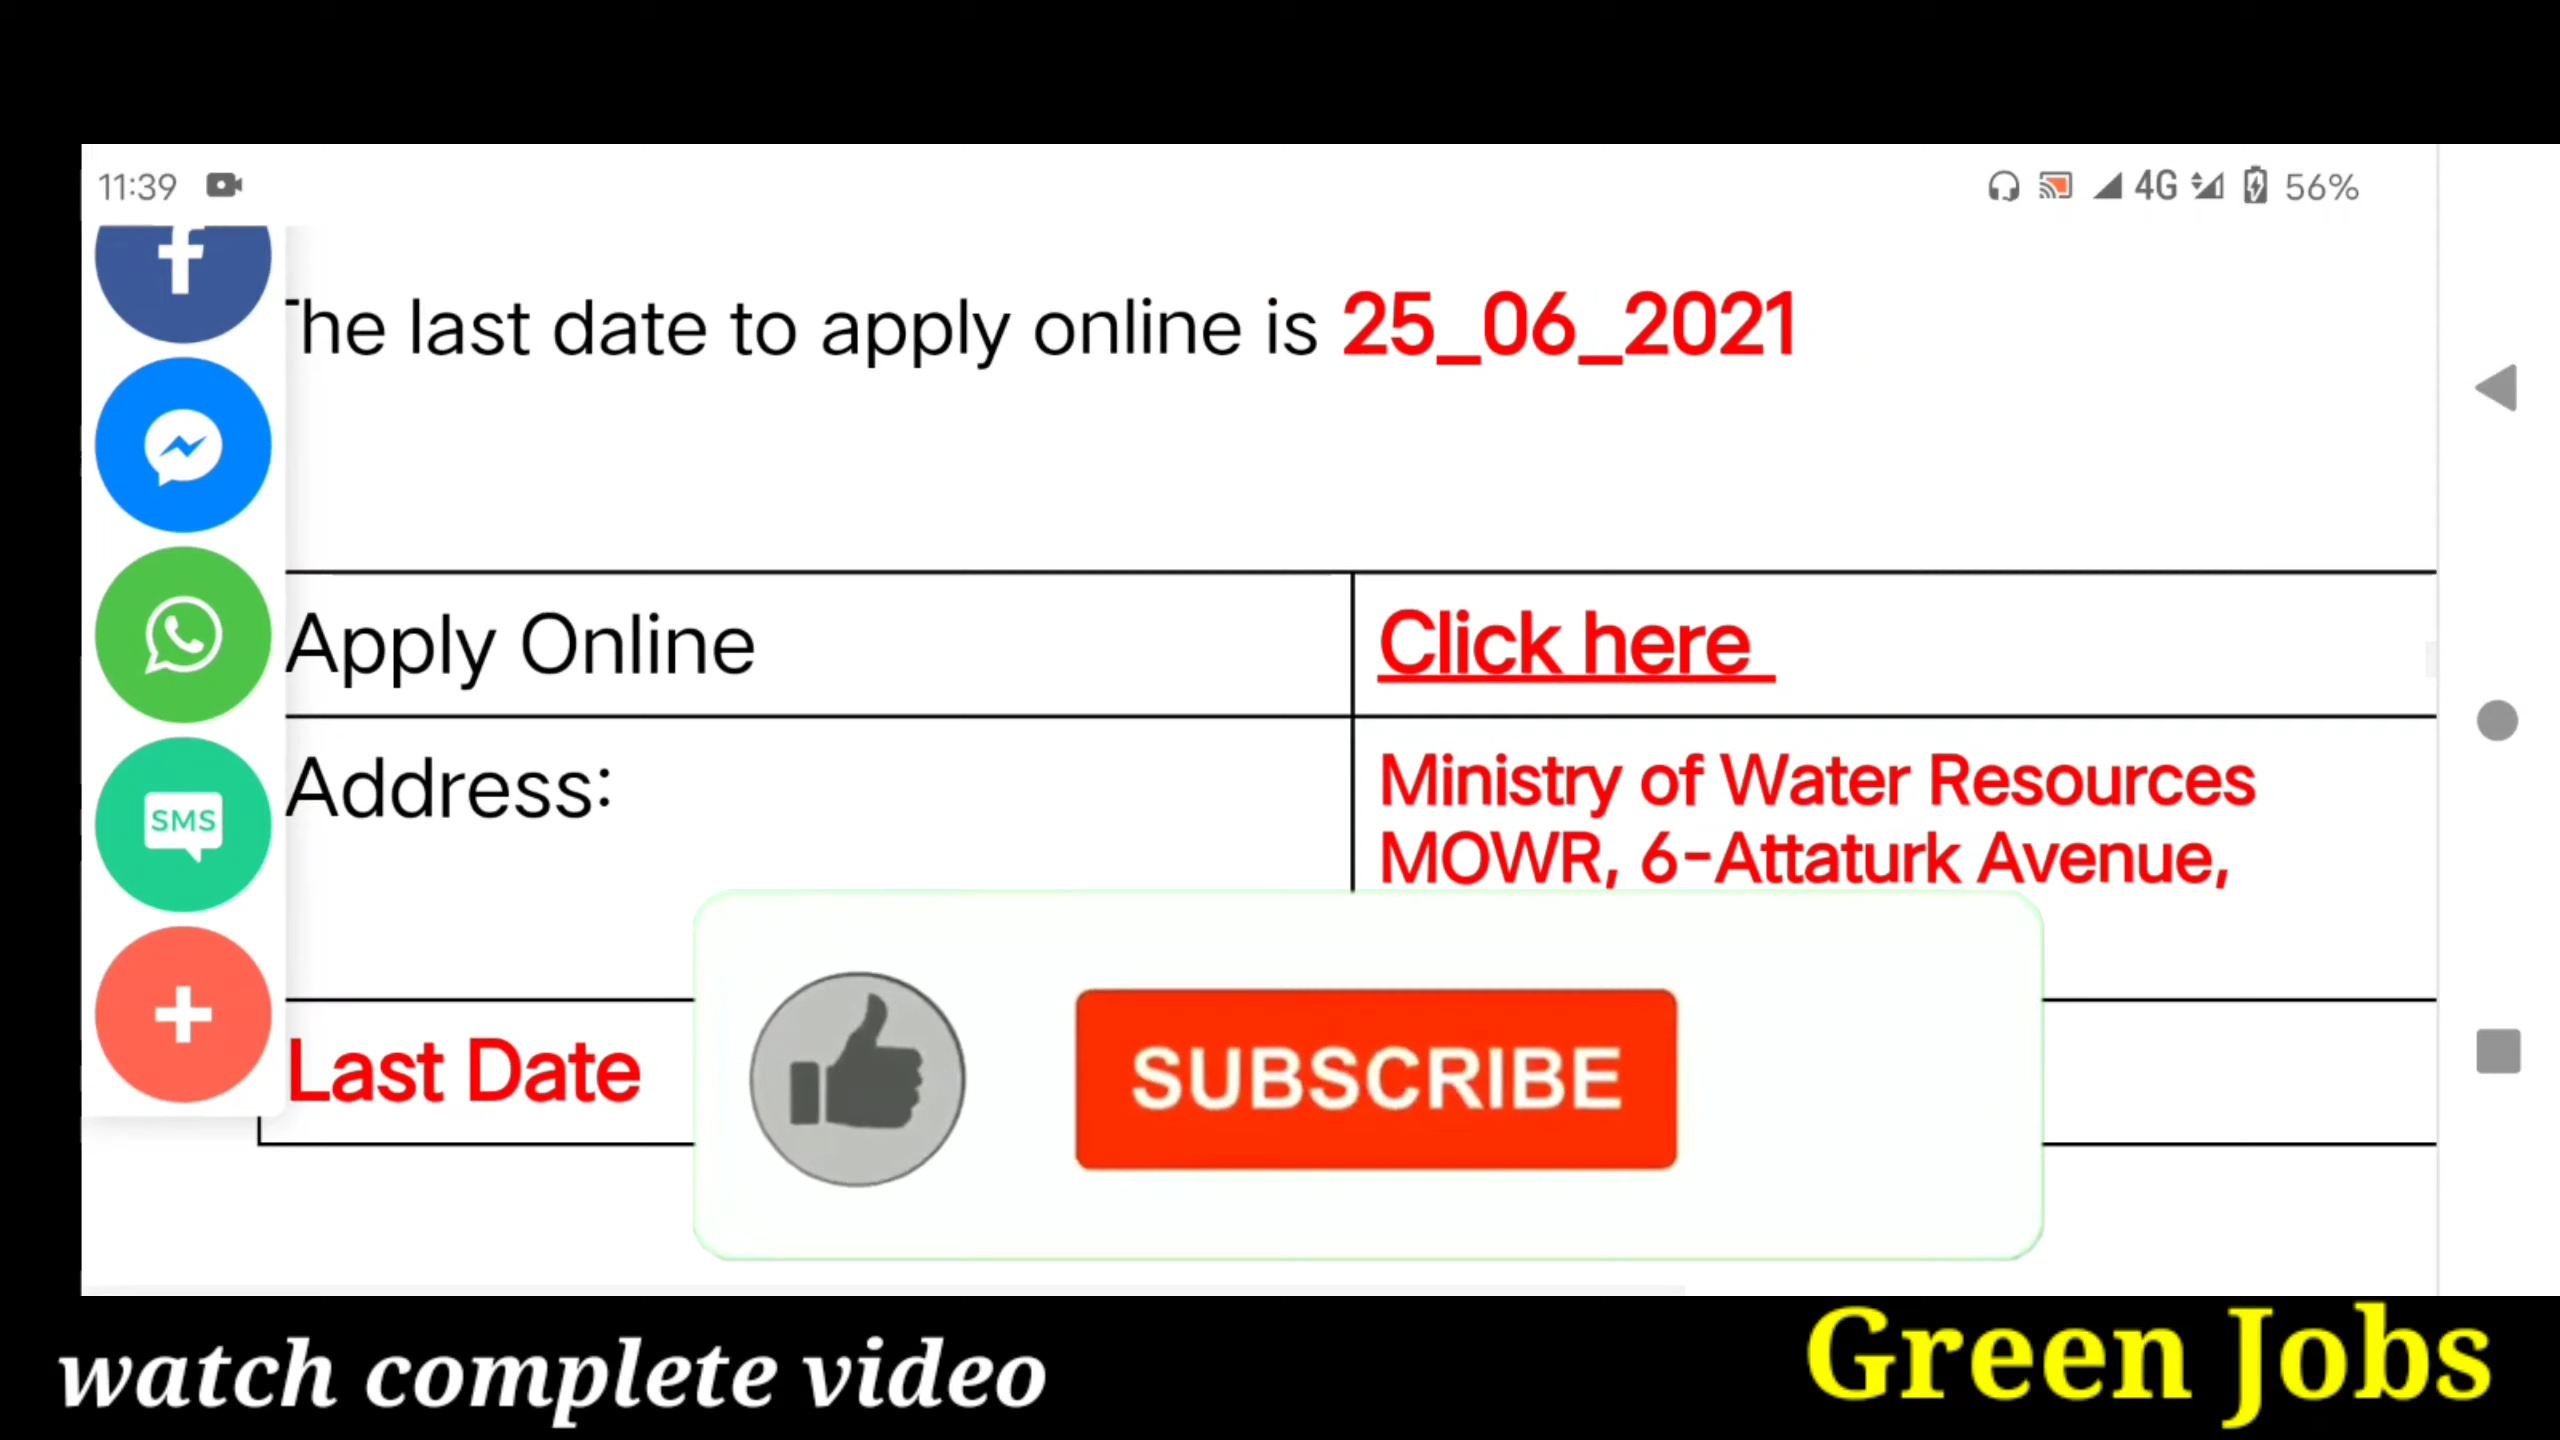 11:39
4G 56%
The last date to apply online is 25_06_2021
Apply Online
Click here
Address:
Ministry of Water Resources
MOWR, 6-Attaturk Avenue,
SMS
Last Date
SUBSCRIBE
watch complete video
Green Jobs